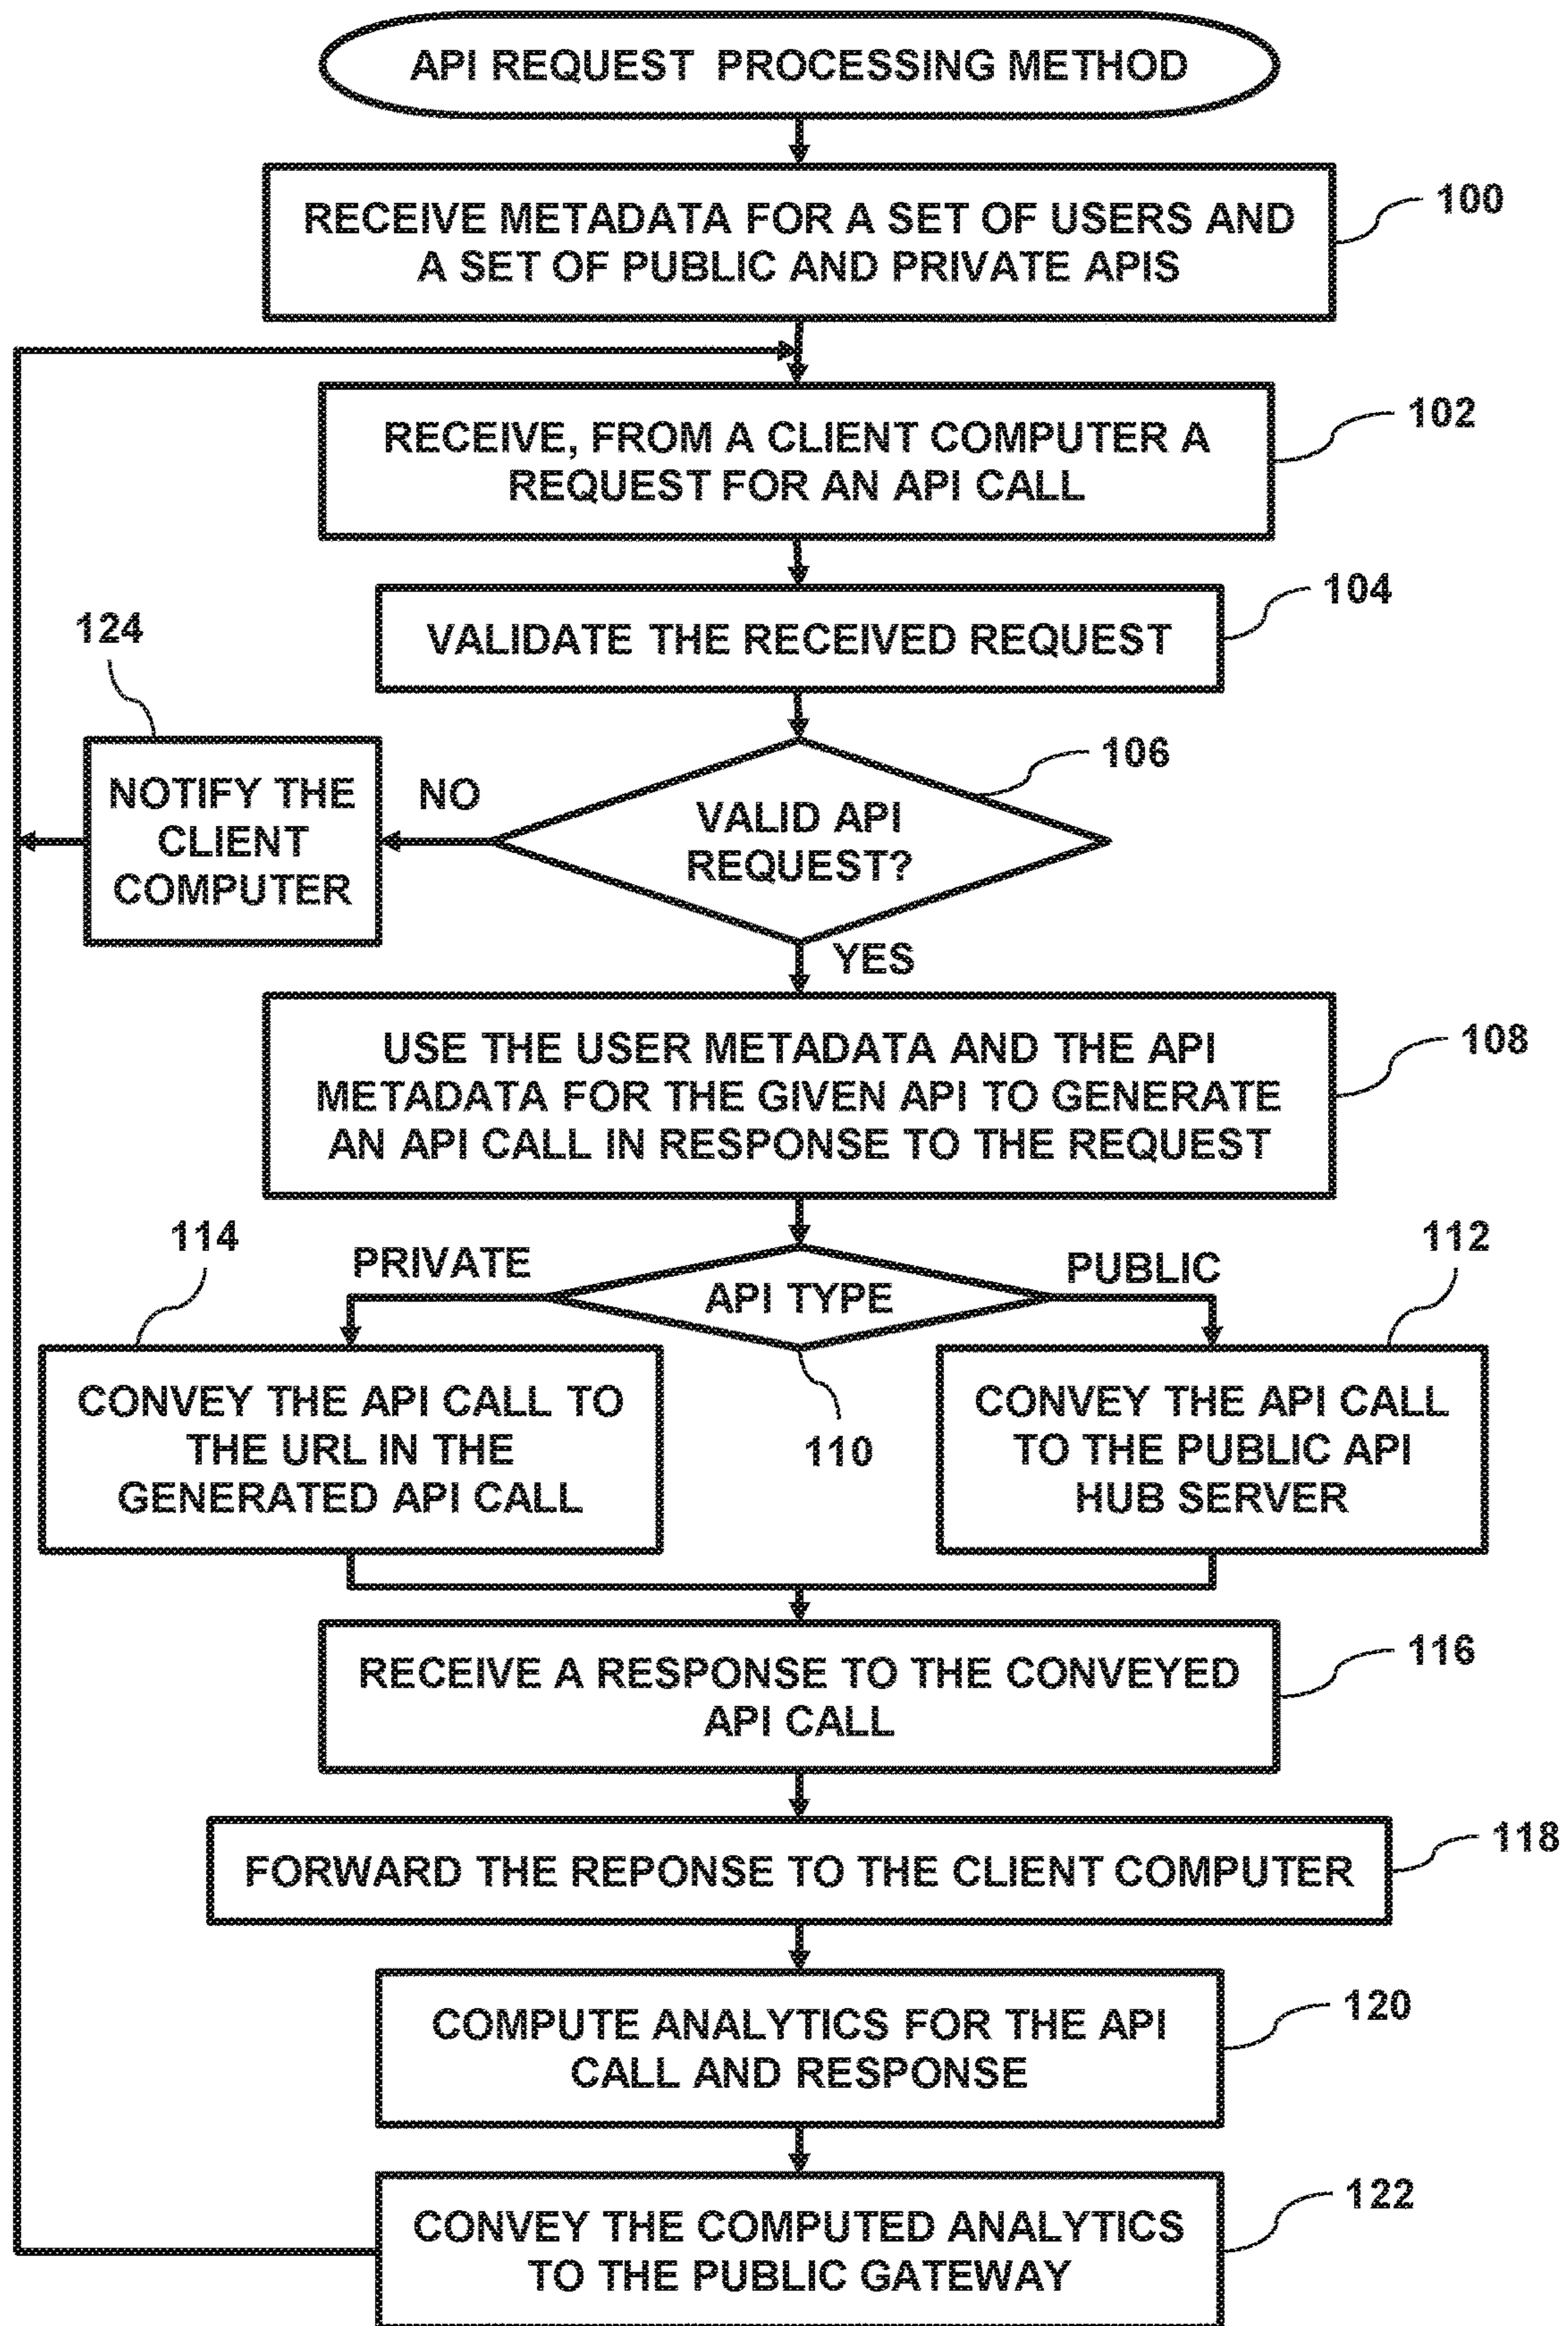 API REQUEST PROCESSING METHOD
RECEIVE METADATA FOR A SET OF USERS AND
A SET OF PUBLIC AND PRIVATE APIS
100
RECEIVE, FROM A CLIENT COMPUTER A
REQUEST FOR AN API CALL
102
VALIDATE THE RECEIVED REQUEST
104
124
NOTIFY THE
CLIENT
COMPUTER
NO
VALID API
REQUEST?
106
YES
USE THE USER METADATA AND THE API
METADATA FOR THE GIVEN API TO GENERATE
AN API CALL IN RESPONSE TO THE REQUEST
108
114
PRIVATE
API TYPE
PUBLIC
112
110
CONVEY THE API CALL TO
THE URL IN THE
GENERATED API CALL
CONVEY THE API CALL
TO THE PUBLIC API
HUB SERVER
RECEIVE A RESPONSE TO THE CONVEYED
API CALL
116
FORWARD THE REPONSE TO THE CLIENT COMPUTER
118
COMPUTE ANALYTICS FOR THE API
CALL AND RESPONSE
120
CONVEY THE COMPUTED ANALYTICS
TO THE PUBLIC GATEWAY
122